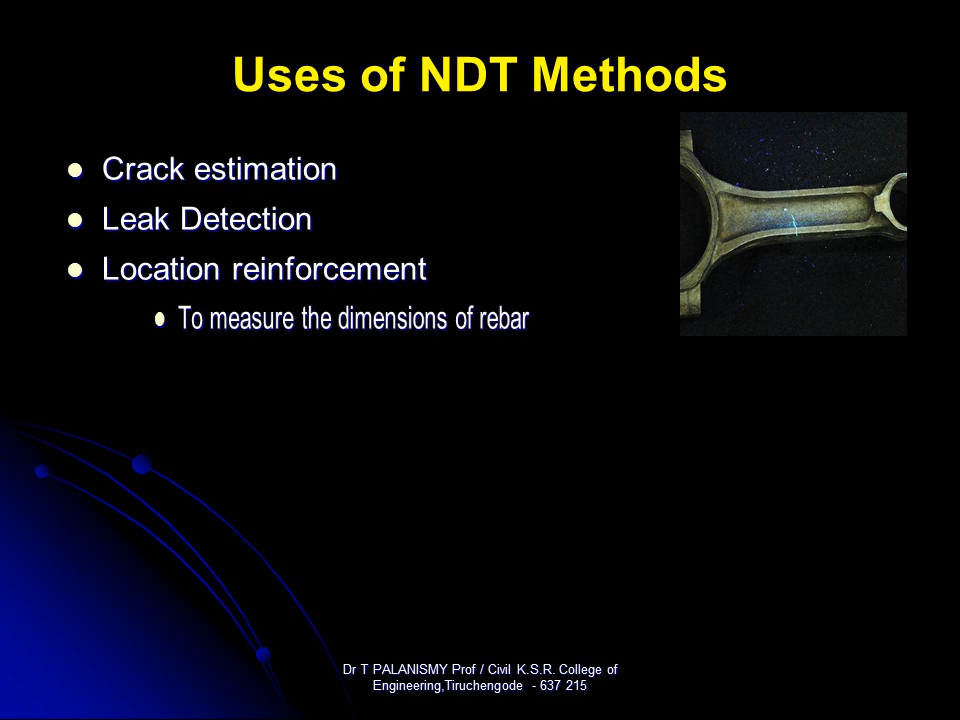 Uses of NDT Methods
Crack estimation
Leak Detection
Location reinforcement
To measure the dimensions of rebar
Dr T PALANISMY Prof / Civil K.S.R. College of
Engineering,Tiruchengode - 637 215